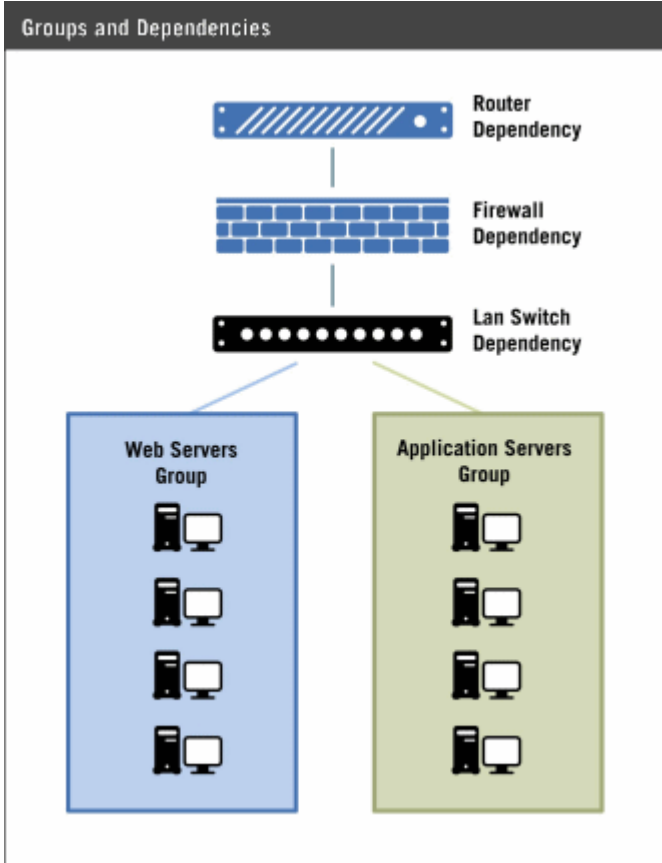 Groups and Dependencies
Router
Dependency
Firewall
Dependency
Lan Switch
Dependency
Web Servers
Group
Application Servers
Group